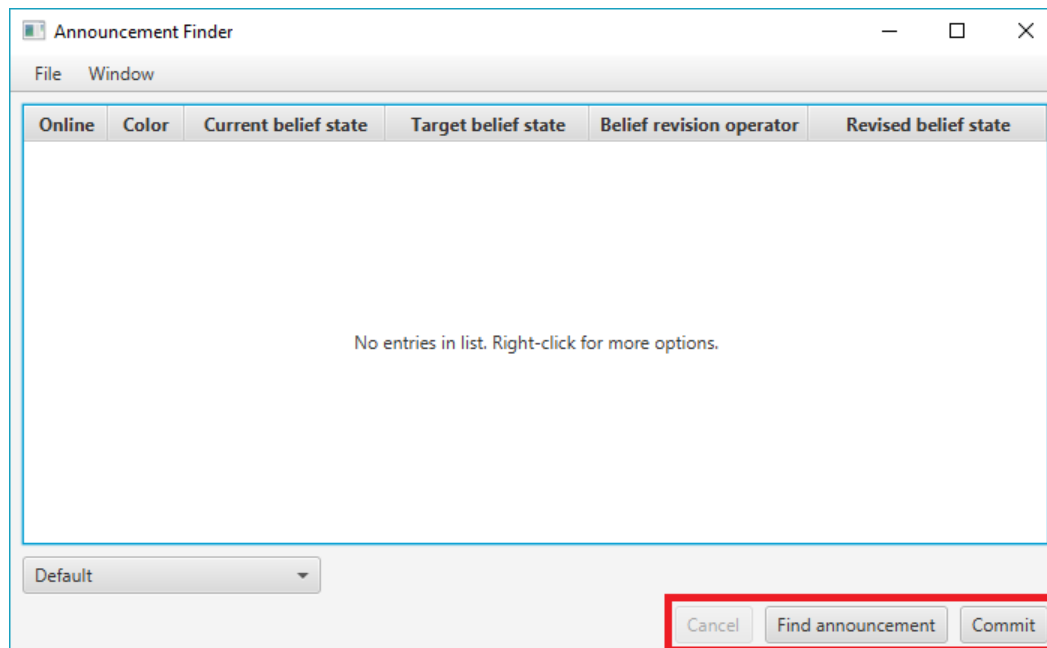 Announcement Finder
File Window
Online Color Current belief state Target belief state Belief revision operator Revised belief state
No entries in list. Right-click for more options.
Default
Cancel Find announcement Commit